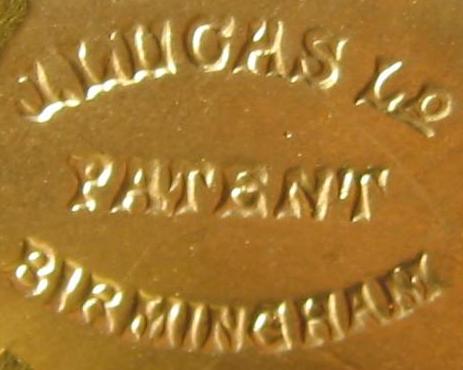 J. LUCAS LD
PATENT
BIRMINGHAM